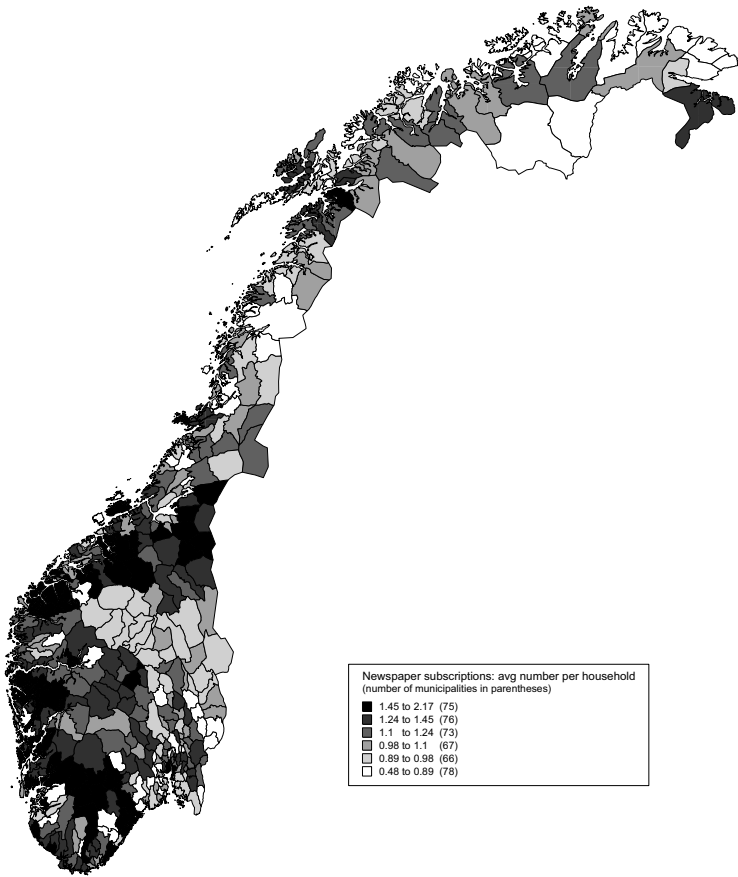 Newspaper subscriptions: avg number per household
(number of municipalities in parentheses)
1.45 to 2.17 (75)
1.24 to 1.45 (76)
1.1 to 1.24 (73)
0.98 to 1.1 (67)
0.89 to 0.98 (66)
0.48 to 0.89 (78)